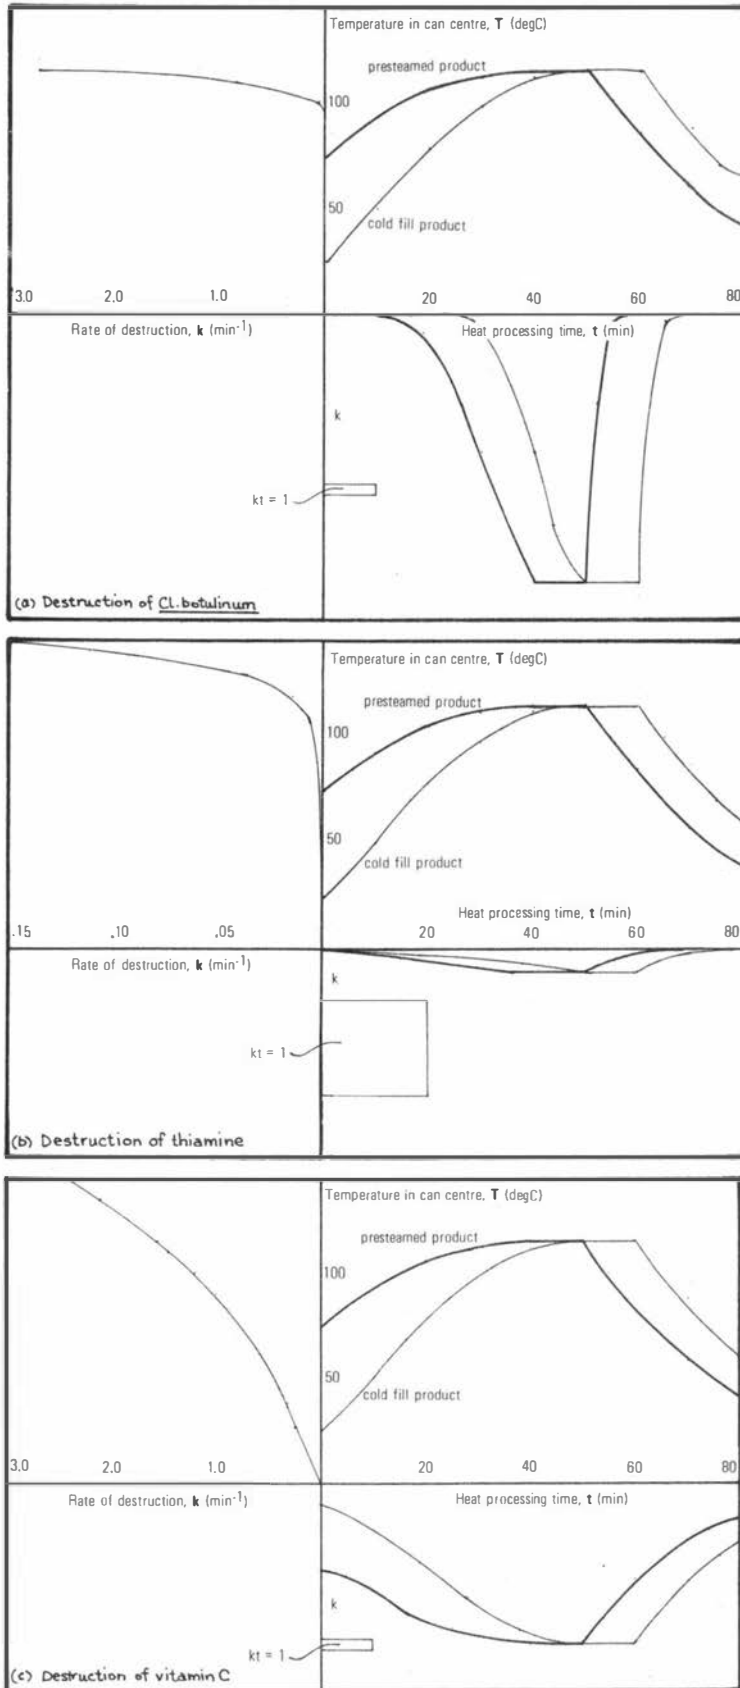 Temperature in can centre, T (degC)
presteamed product
100
50
cold fill product
3.0 2.0 1.0 20 40 60 80
Rate of destruction, k (min-1) Heat processing time, t (min)
k
kt = 1
(a) Destruction of Cl.botulinum
Temperature in can centre, T (degC)
presteamed product
100
50
cold fill product
Heat processing time, t (min)
.15 .10 .05 20 40 60 80
Rate of destruction, k (min-1)
k
kt = 1
(b) Destruction of thiamine
Temperature in can centre, T (degC)
presteamed product
100
50
cold fill product
3.0 2.0 1.0 20 40 60 80
Rate of destruction, k (min-1) Heat processing time, t (min)
k
kt = 1
(c) Destruction of vitamin C